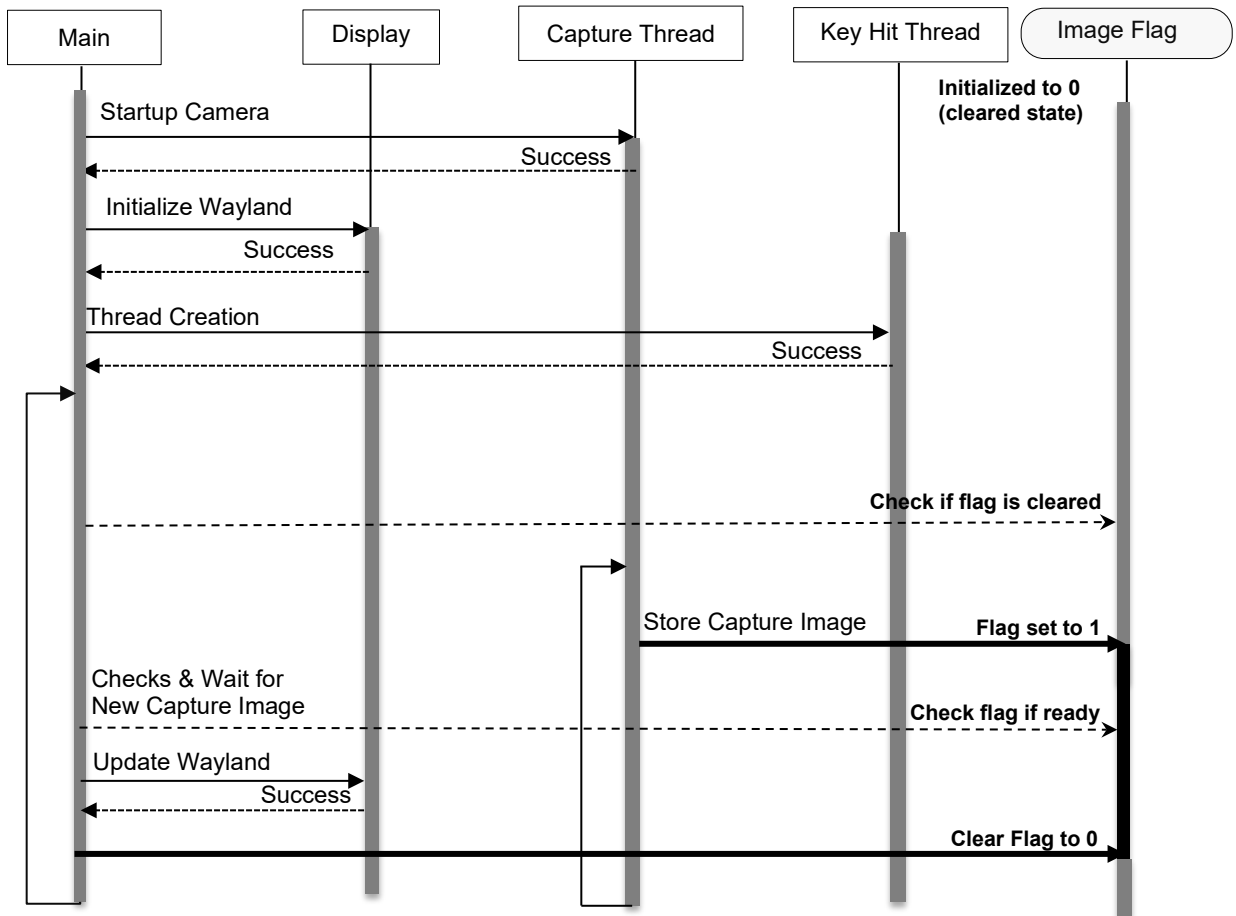 Main
Display
Capture Thread
Key Hit Thread
Image Flag
Initialized to 0
(cleared state)
Startup Camera
Success
Initialize Wayland
Success
Thread Creation
Success
Check if flag is cleared
Store Capture Image
Flag set to 1
Checks & Wait for
New Capture Image
Check flag if ready
Update Wayland
Success
Clear Flag to 0